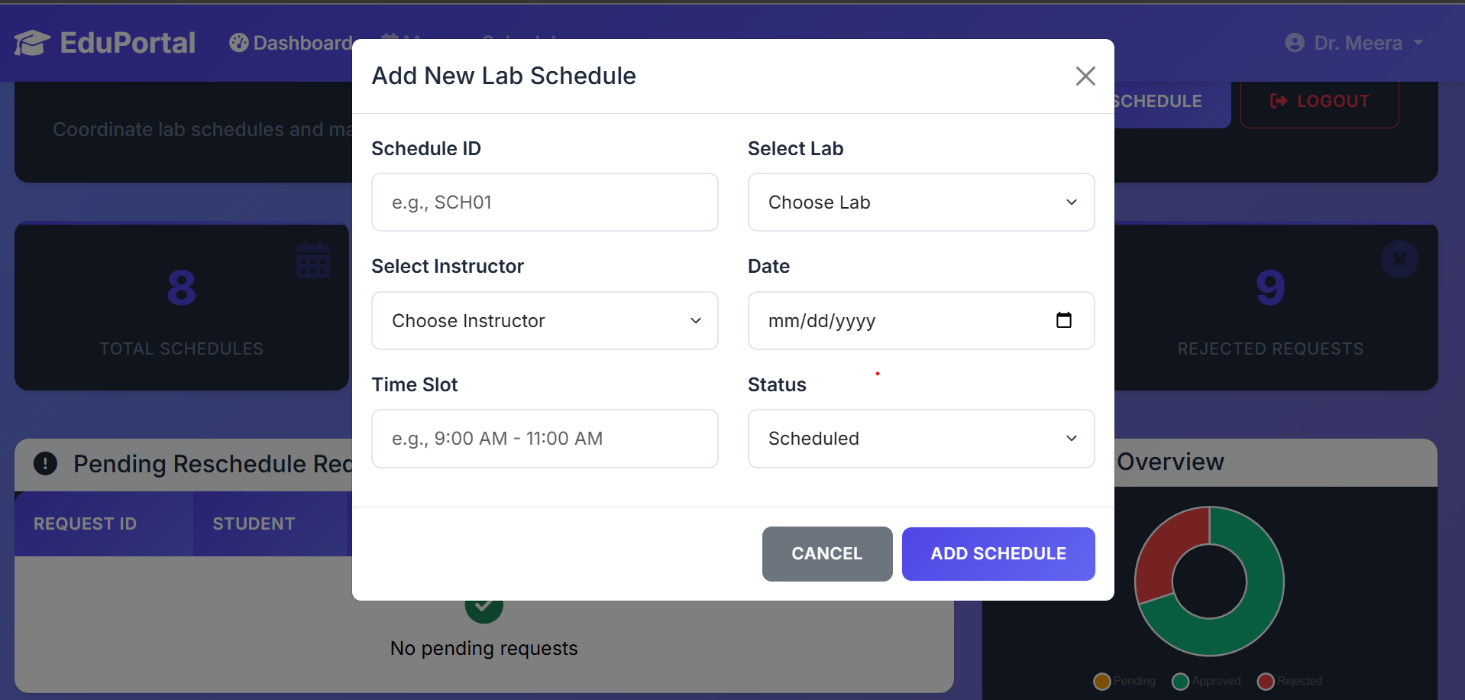 EduPortal
Dashboard
Dr. Meera
Add New Lab Schedule
Coordinate lab schedules and
SCHEDULE
LOGOUT
Schedule ID
Select Lab
e.g., SCH01
Choose Lab
Select Instructor
Date
Choose Instructor
mm/dd/yyyy
8
TOTAL SCHEDULES
9
REJECTED REQUESTS
Time Slot
Status
e.g., 9:00 AM - 11:00 AM
Scheduled
Pending Reschedule
Overview
REQUEST ID
STUDENT
CANCEL
ADD SCHEDULE
No pending requests
Pending
Approved
Rejected